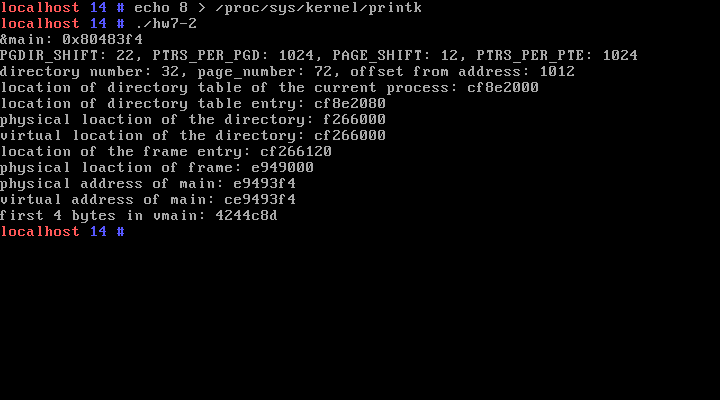 localhost 14 # echo 8 > /proc/sys/kernel/printk
localhost 14 # ./hw7-2
&main: 0x80483f4
PGDIR_SHIFT: 22, PTRS_PER_PGD: 1024, PAGE_SHIFT: 12, PTRS_PER_PTE: 1024
directory number: 32, page_number: 72, offset from address: 1012
location of directory table of the current process: cf8e2000
location of directory table entry: cf8e2080
physical loaction of the directory: f266000
virtual location of the directory: cf266000
location of the frame entry: cf266120
physical loaction of frame: e949000
physical address of main: e9493f4
virtual address of main: ce9493f4
first 4 bytes in vmain: 4244c8d
localhost 14 #